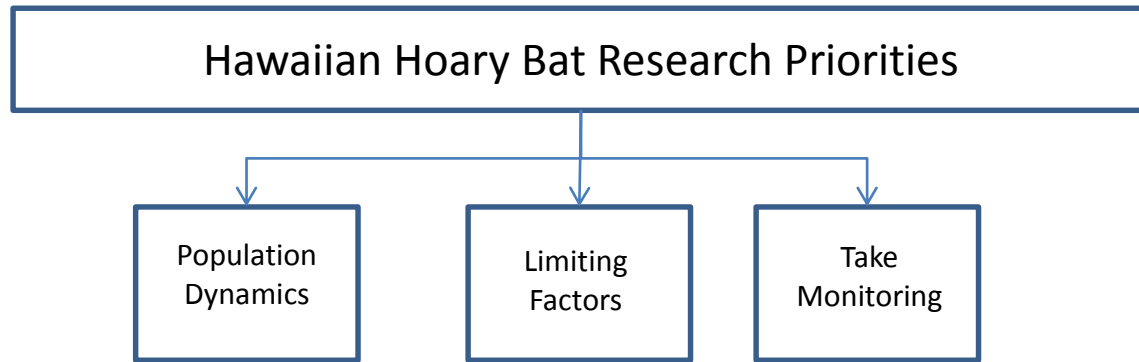 Hawaiian Hoary Bat Research Priorities
Population
Dynamics
Limiting
Factors
Take
Monitoring